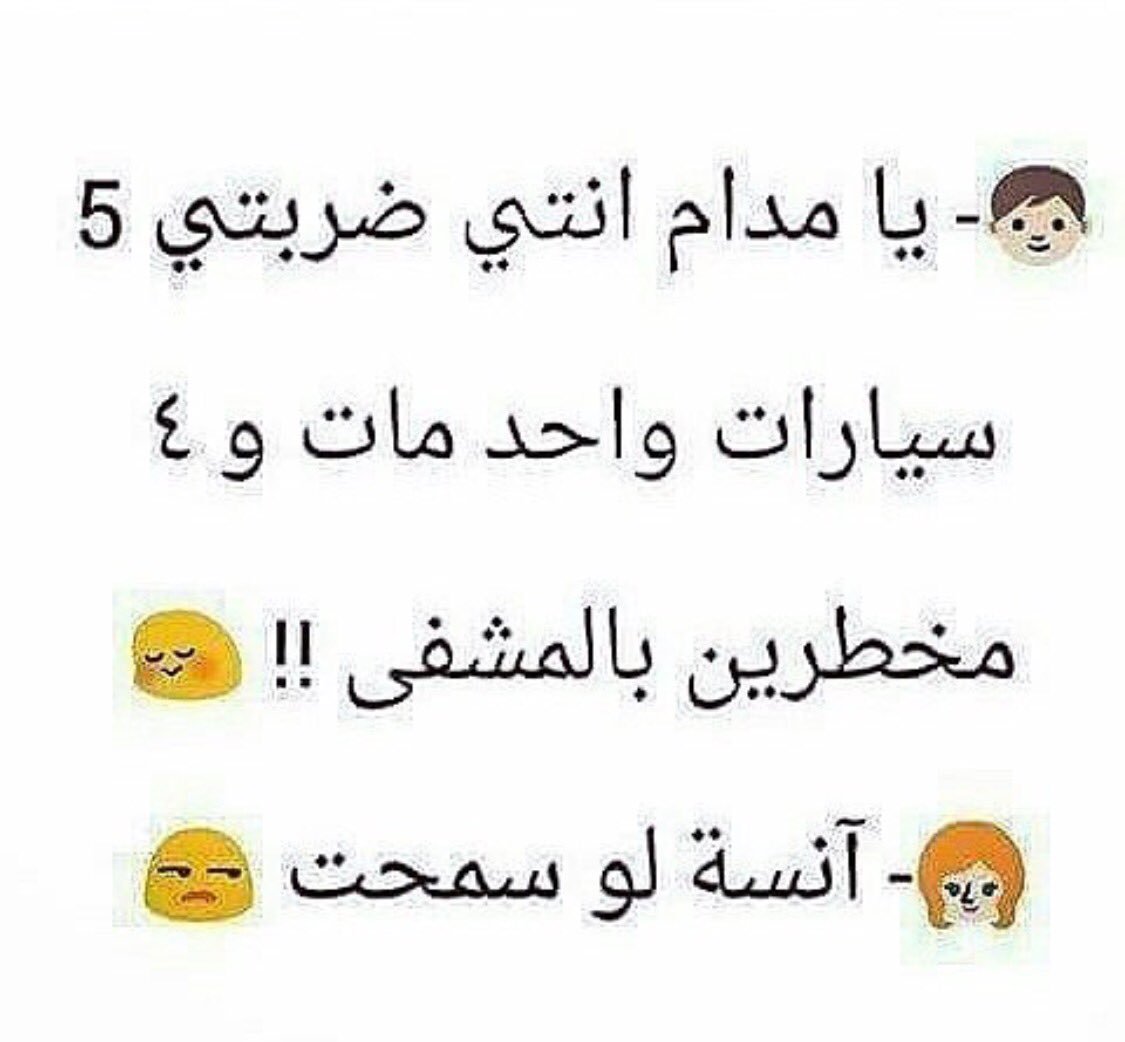 👦- يا مدام انتي ضربتي 5
سيارات واحد مات و ٤
مخطرين بالمشفى !! 😌
👩- آنسة لو سمحت 😒